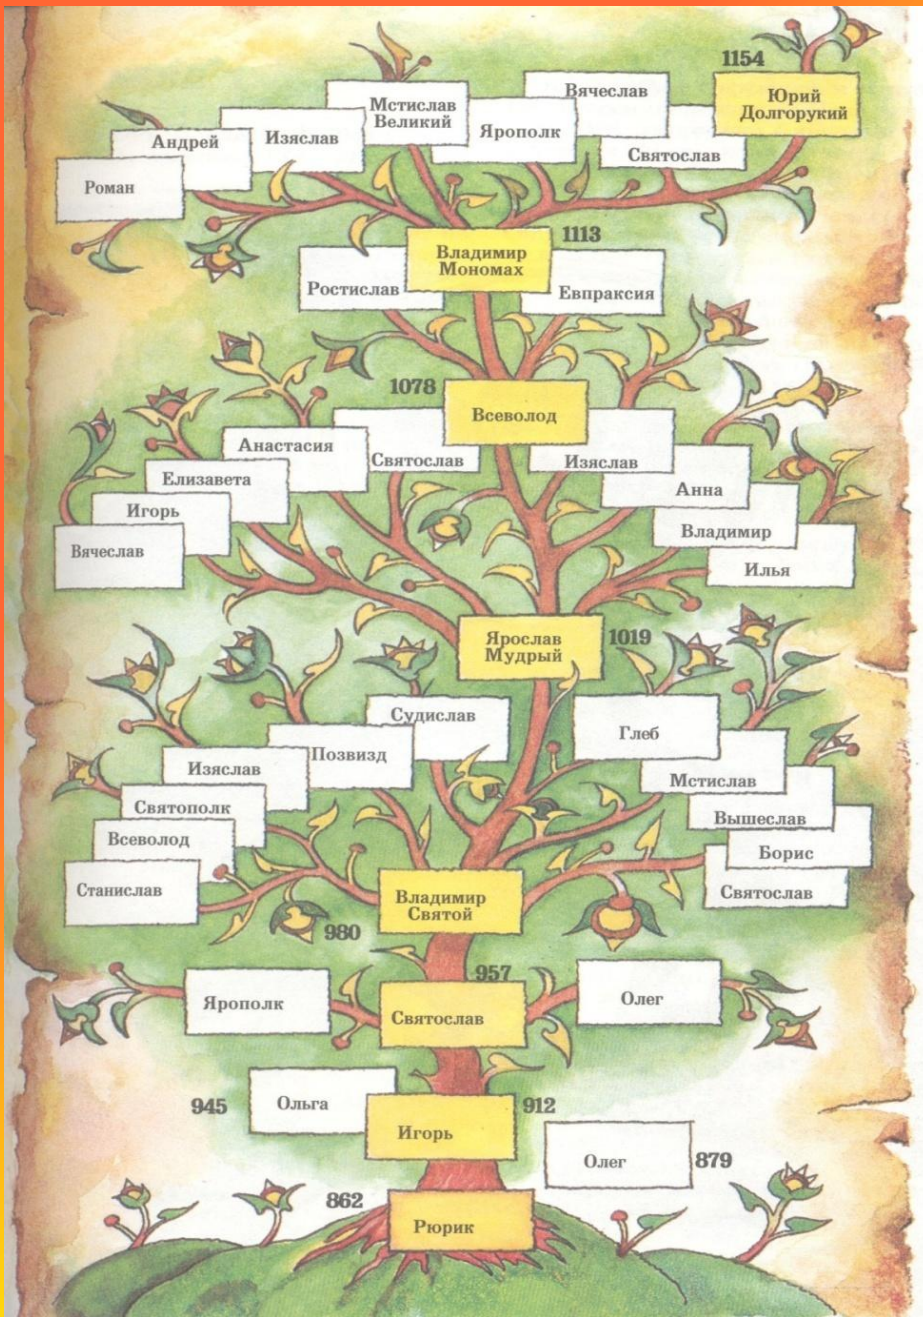 1154
Вячеслав
Юрий
Долгорукий
Мстислав
Великий
Ярополк
Изяслав
Андрей
Святослав
Роман
1113
Владимир
Мономах
Ростислав
Евпраксия
1078
Всеволод
Анастасия
Святослав
Изяслав
Елизавета
Анна
Игорь
Владимир
Вячеслав
Илья
Ярослав
Мудрый
1019
Судислав
Глеб
Позвизд
Изяслав
Мстислав
Святополк
Вышеслав
Всеволод
Борис
Станислав
Святослав
Владимир
Святой
980
957
Ярополк
Святослав
Олег
945
Ольга
912
Игорь
Олег
879
862
Рюрик